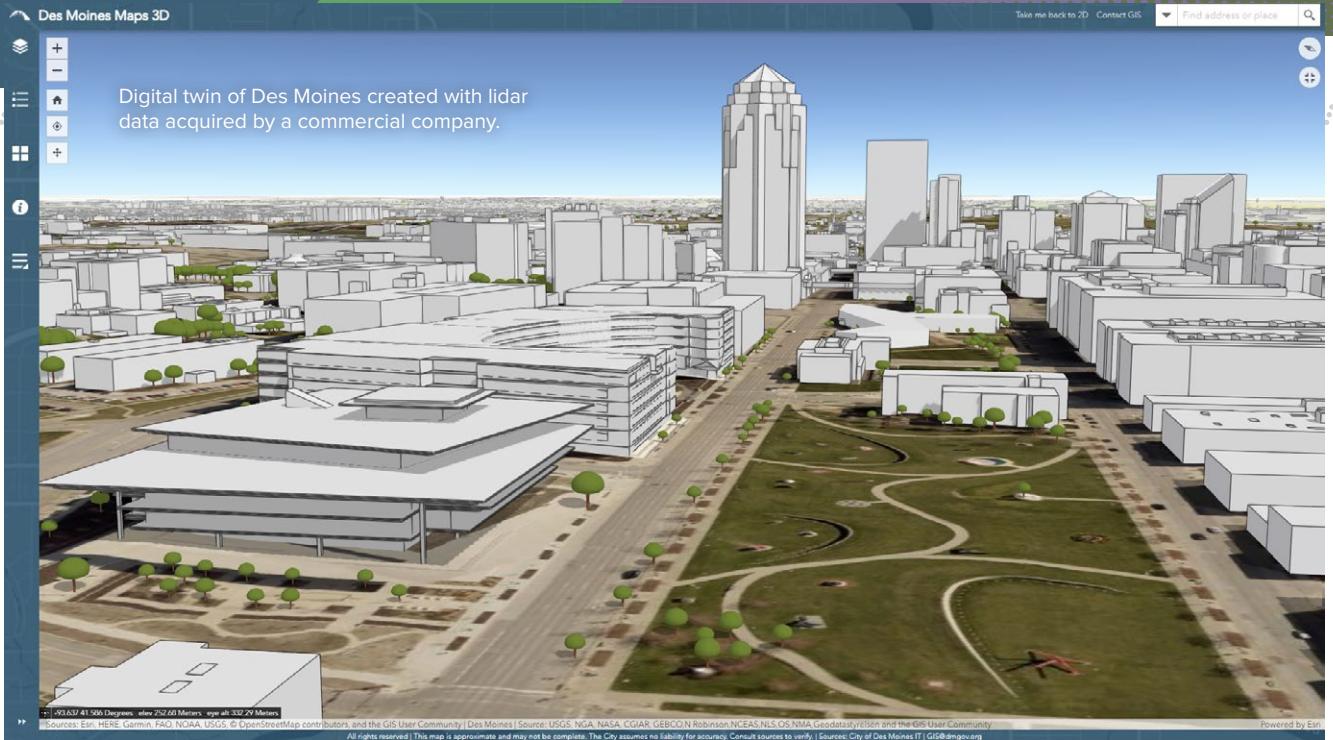 Des Moines Maps 3D
Take me back to 2D Contact GIS
Find address or place
Digital twin of Des Moines created with lidar
data acquired by a commercial company.
-93.637 41.586 Degrees elev 252.60 Meters eye alt 332.29 Meters
Sources: Esri, HERE, Garmin, FAO, NOAA, USGS, © OpenStreetMap contributors, and the GIS User Community | Des Moines | Source: USGS, NGA, NASA, CGIAR, GEBCO,N Robinson,NCEAS,NLS,OS,NMA,Geodatastyrelsen and the GIS User Community
Powered by Esri
All rights reserved | This map is approximate and may not be complete. The City assumes no liability for accuracy. Consult sources to verify. | Sources: City of Des Moines IT | GIS@dmgov.org